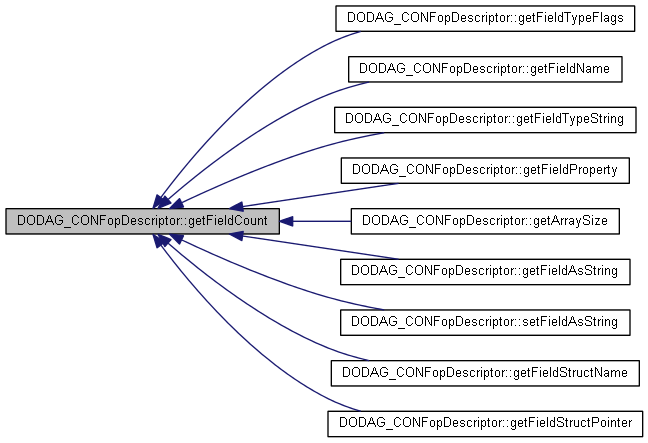 DODAG_CONFopDescriptor::getFieldTypeFlags
DODAG_CONFopDescriptor::getFieldName
DODAG_CONFopDescriptor::getFieldTypeString
DODAG_CONFopDescriptor::getFieldProperty
DODAG_CONFopDescriptor::getFieldCount
DODAG_CONFopDescriptor::getArraySize
DODAG_CONFopDescriptor::getFieldAsString
DODAG_CONFopDescriptor::setFieldAsString
DODAG_CONFopDescriptor::getFieldStructName
DODAG_CONFopDescriptor::getFieldStructPointer